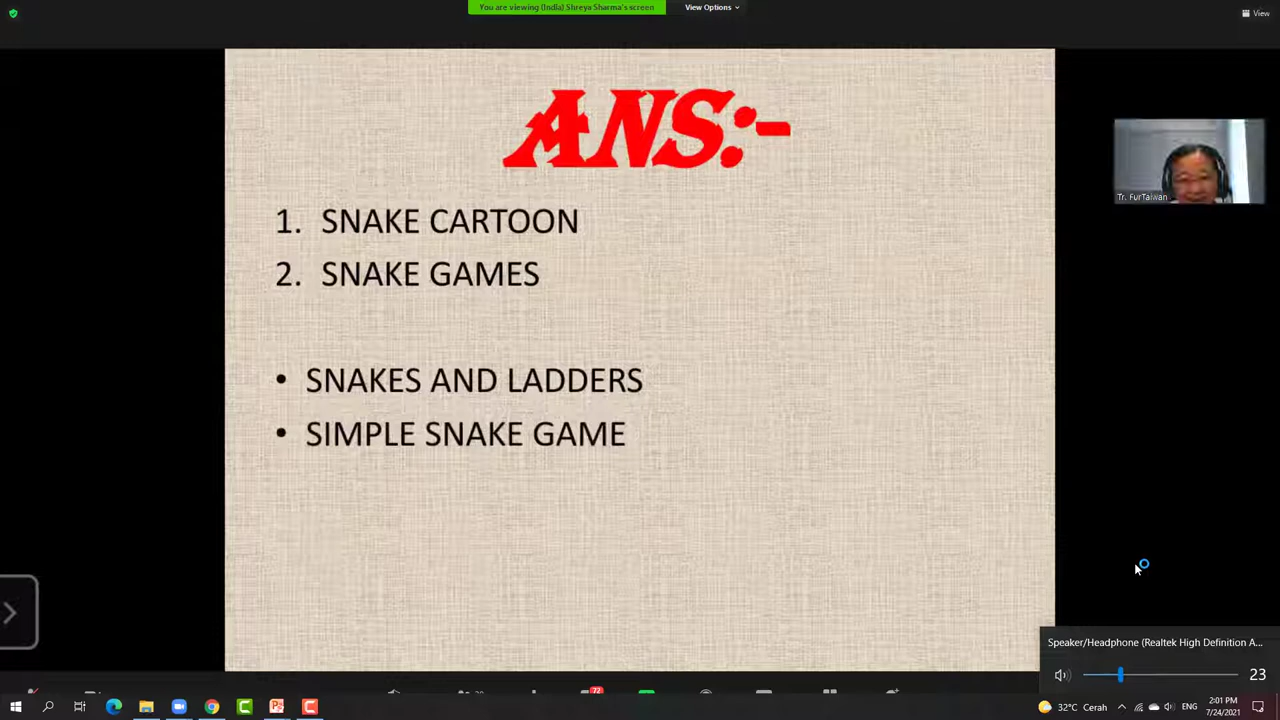 You are viewing (India) Shreya Sharma's screen
View Options
View
ANS:-
Tr. FurTaiwan
1. SNAKE CARTOON
2. SNAKE GAMES
• SNAKES AND LADDERS
• SIMPLE SNAKE GAME
Speaker/Headphone (Realtek High Definition A...
23
72
32°C Cerah
ENG
2:01 PM
7/24/2021